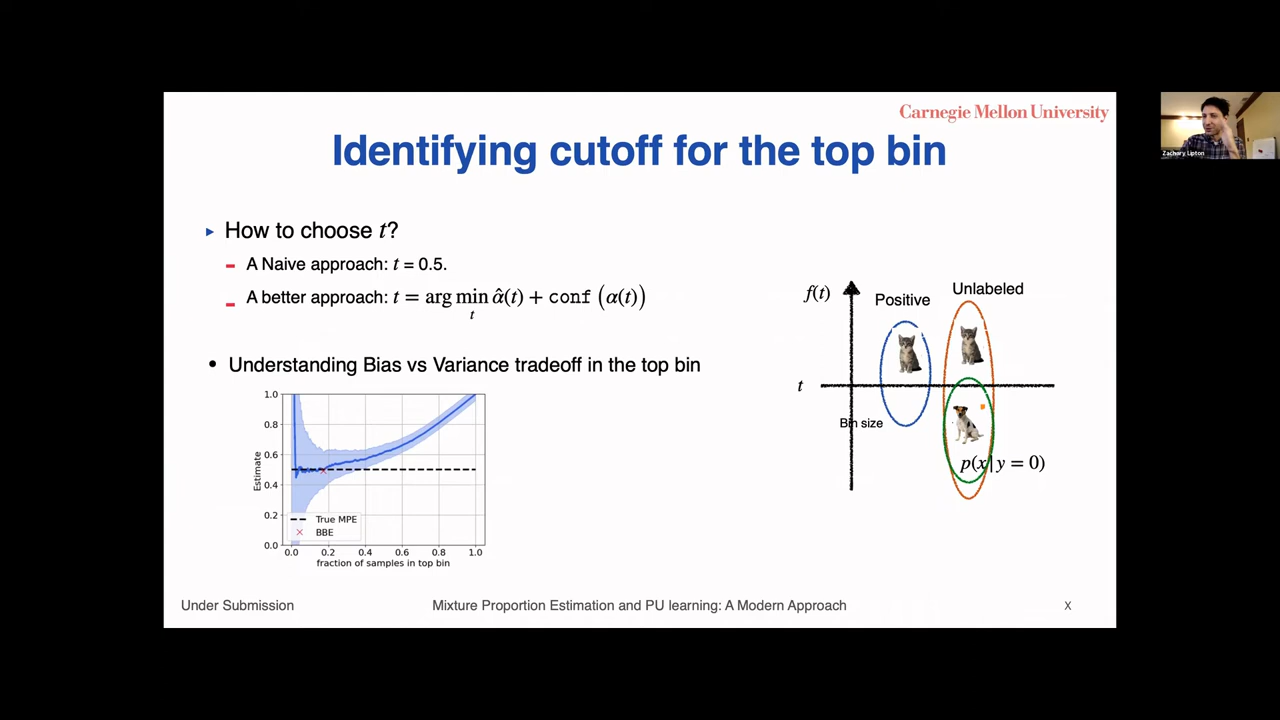 Carnegie Mellon University
Identifying cutoff for the top bin
Zachary Lipton
▸ How to choose t?
- A Naive approach: t = 0.5.
- A better approach: t = arg min_t α̂(t) + conf (α(t))
• Understanding Bias vs Variance tradeoff in the top bin
f(t)
Positive
Unlabeled
t
Bin size
p(x|y = 0)
1.0
0.8
0.6
0.4
0.2
0.0
Estimate
True MPE
BBE
0.0 0.2 0.4 0.6 0.8 1.0
fraction of samples in top bin
Under Submission
Mixture Proportion Estimation and PU learning: A Modern Approach
X